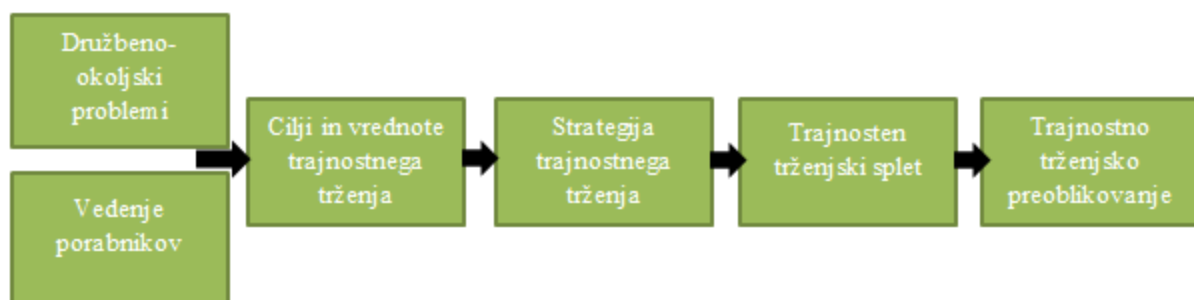 Družbeno-
okoljski
problemi
Vedenje
porabnikov
Cilji in vrednote
trajnostnega
trženja
Strategija
trajnostnega
trženja
Trajnosten
trženjski splet
Trajnostno
trženjsko
preoblikovanje